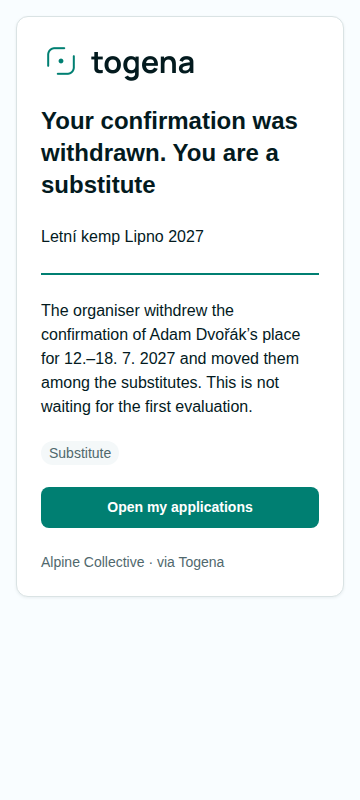 togena
Your confirmation was
withdrawn. You are a
substitute
Letní kemp Lipno 2027
The organiser withdrew the
confirmation of Adam Dvořák’s place
for 12.–18. 7. 2027 and moved them
among the substitutes. This is not
waiting for the first evaluation.
Substitute
Open my applications
Alpine Collective · via Togena